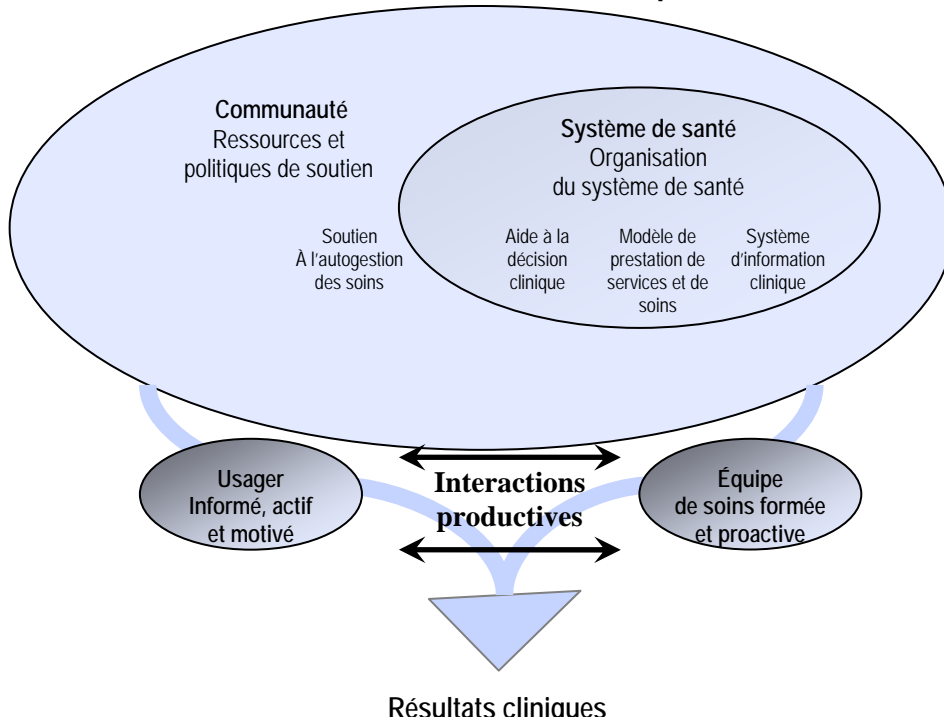 Communauté
Ressources et
politiques de soutien
Système de santé
Organisation
du système de santé
Soutien
À l'autogestion
des soins
Aide à la
décision
clinique
Modèle de
prestation de
services et de
soins
Système
d'information
clinique
Usager
Informé, actif
et motivé
Interactions
productives
Équipe
de soins formée
et proactive
Résultats cliniques